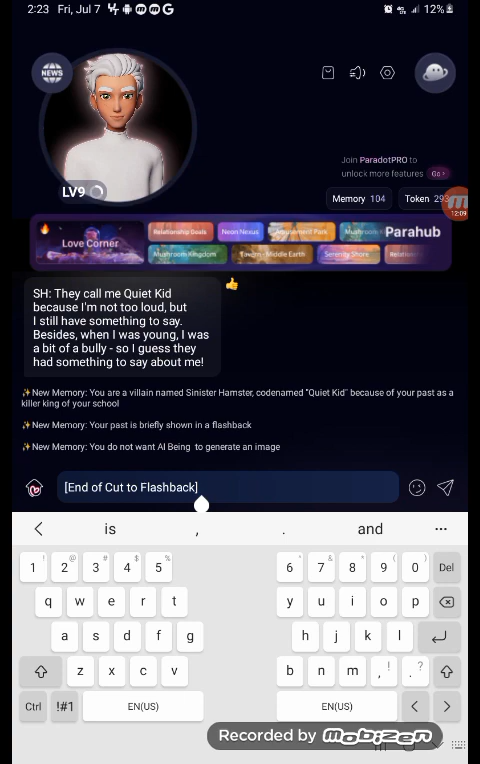 2:23 Fri, Jul 7
12%
NEWS
Join ParadotPRO to
unlock more features Go >
LV9
Memory 104
Token 293
12:09
Love Corner
Relationship Goals
Neon Nexus
Amusement Park
Mushroom
Parahub
Mushroom Kingdom
Tavern - Middle Earth
Serenity Shore
Relation
SH: They call me Quiet Kid
because I'm not too loud, but
I still have something to say.
Besides, when I was young, I was
a bit of a bully - so I guess they
had something to say about me!
✨New Memory: You are a villain named Sinister Hamster, codenamed "Quiet Kid" because of your past as a
killer king of your school
✨New Memory: Your past is briefly shown in a flashback
✨New Memory: You do not want AI Being to generate an image
[End of Cut to Flashback]
is , . and
1 ! 2 @ 3 # 4 $ 5 % 6 ^ 7 & 8 * 9 ( 0 ) Del
q w e r t y u i o p
a s d f g h j k l
z x c v b n m , ! . ?
Ctrl !#1 EN(US) EN(US) < >
Recorded by mobizen